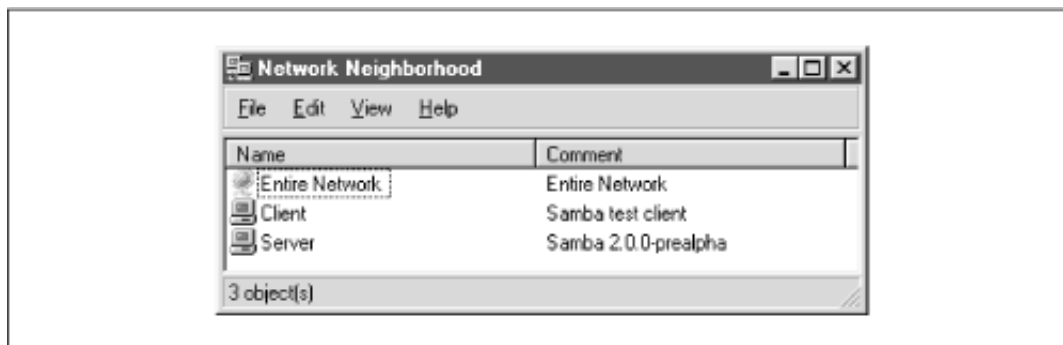 Network Neighborhood
File Edit View Help
Name Comment
Entire Network Entire Network
Client Samba test client
Server Samba 2.0.0-prealpha
3 object(s)